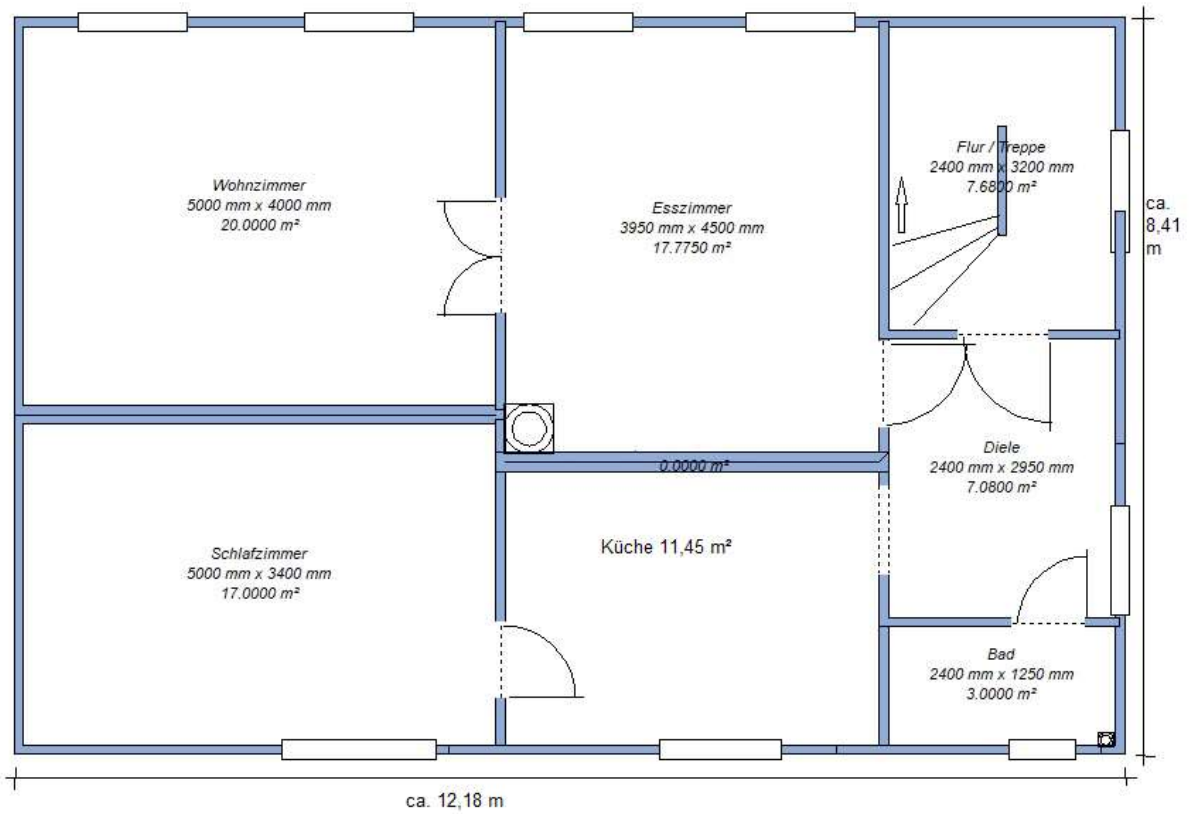 Wohnzimmer
5000 mm x 4000 mm
20.0000 m²
Esszimmer
3950 mm x 4500 mm
17.7750 m²
Flur / Treppe
2400 mm x 3200 mm
7.6800 m²
ca.
8,41
m
Diele
2400 mm x 2950 mm
7.0800 m²
0.0000 m²
Küche 11,45 m²
Schlafzimmer
5000 mm x 3400 mm
17.0000 m²
Bad
2400 mm x 1250 mm
3.0000 m²
ca. 12,18 m